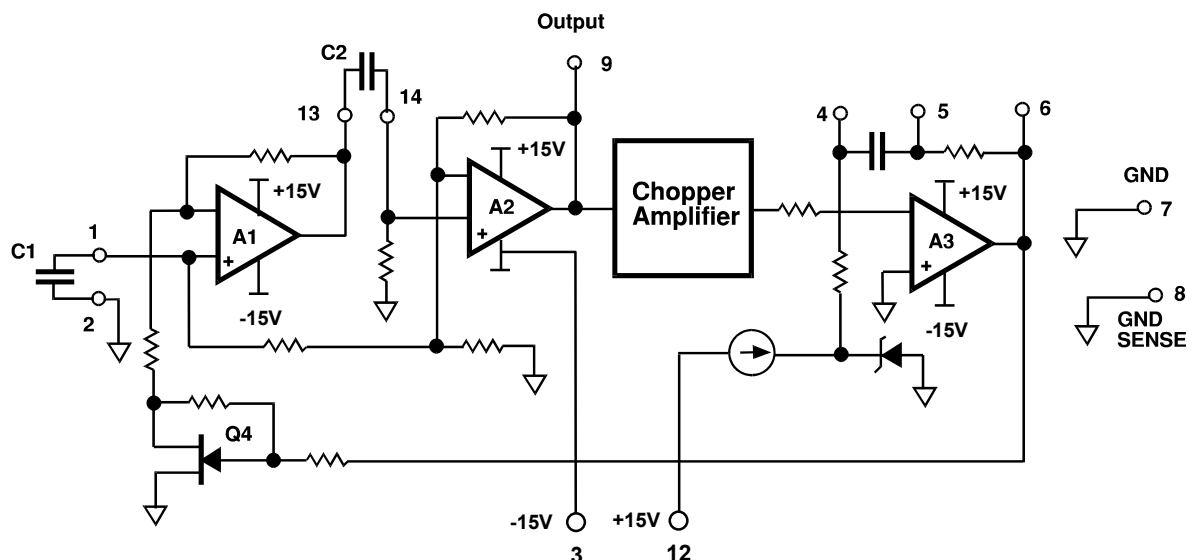 Output
9
C2
13
14
4
5
6
+15V
+15V
+15V
GND
7
Chopper
Amplifier
A1
+
A2
+
A3
+
C1
1
2
-15V
-15V
8
GND
SENSE
Q4
-15V
3
+15V
12